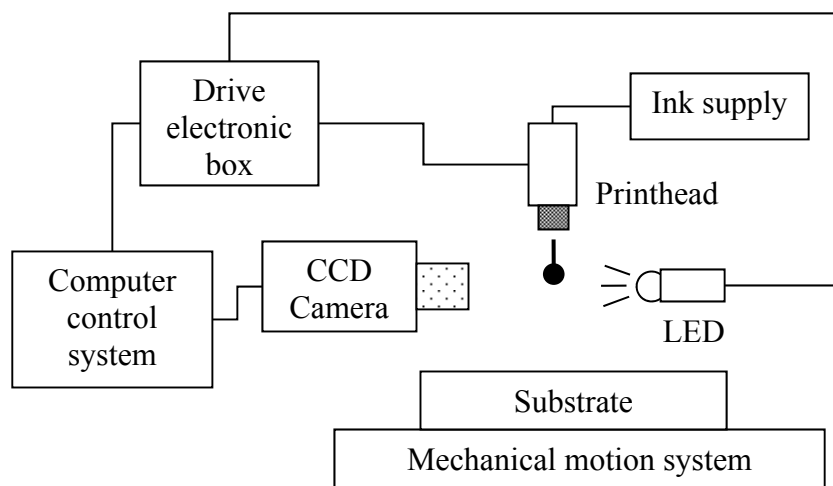 Drive
electronic
box
Ink supply
Printhead
Computer
control
system
CCD
Camera
LED
Substrate
Mechanical motion system